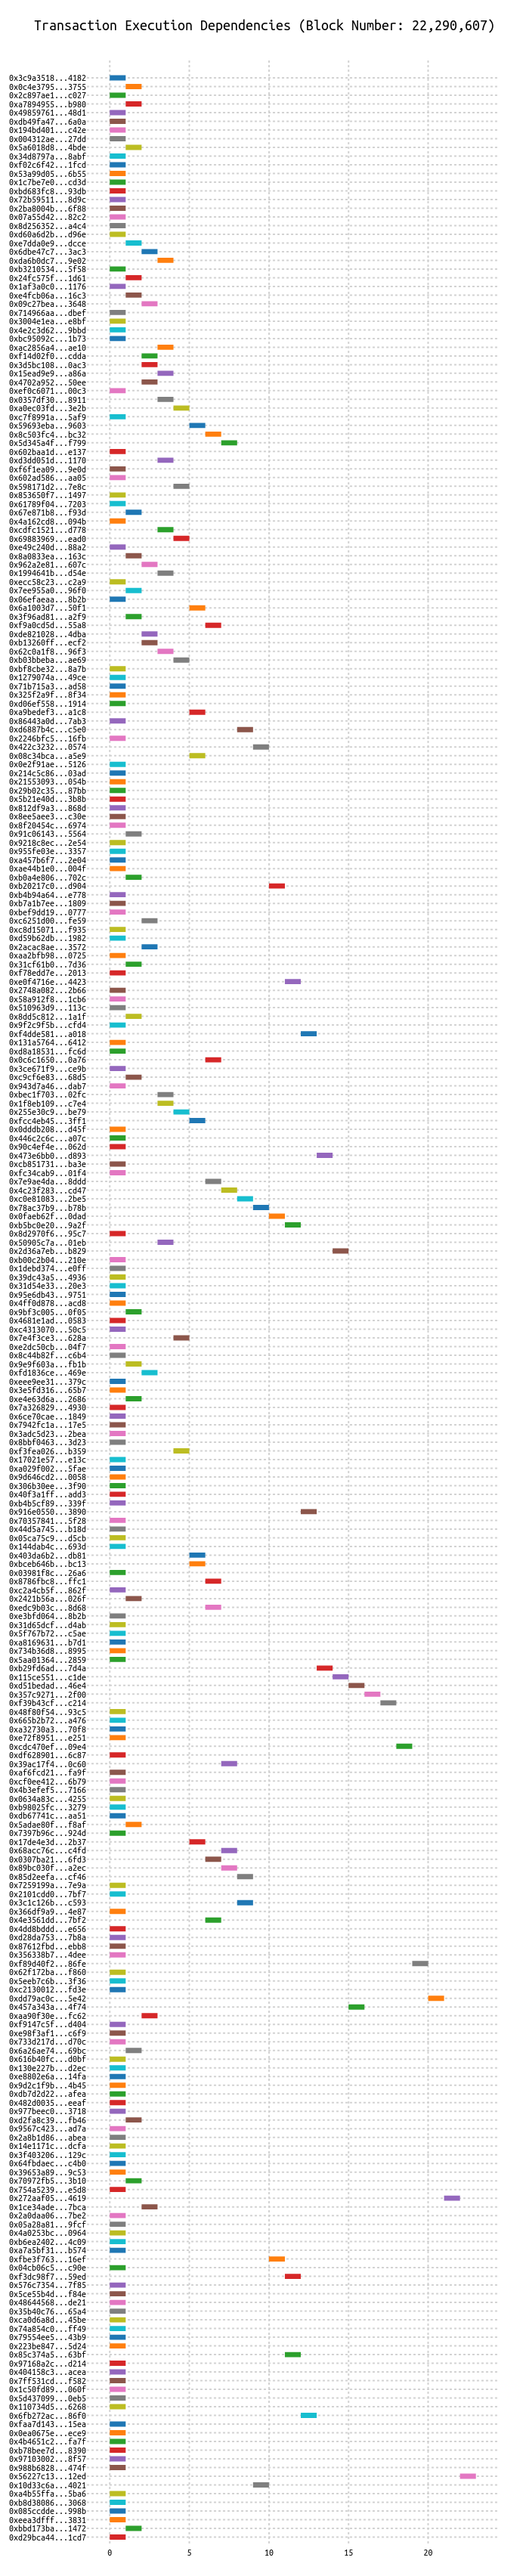 Transaction Execution Dependencies (Block Number: 22,290,607)
0x3c9a3518...4182
0x0c4e3795...3755
0x2c897ae1...c027
0xa7894955...b980
0x49859761...48d1
0xdb49fa47...6a0a
0x194bd401...c42e
0x004312ae...27dd
0x5a6018d8...4bde
0x34d8797a...8abf
0xf02c6f42...1fcd
0x53a99d05...6b55
0x1c7be7e0...cd3d
0xbd683fc8...93db
0x72b59511...8d9c
0x2ba8004b...6f88
0x07a55d42...82c2
0x8d256352...a4c4
0xd60a6d2b...d96e
0xe7dda0e9...dcce
0x6dbe47c7...3ac3
0xda6b0dc7...9e02
0xb3210534...5f58
0x24fc575f...1d61
0x1af3a0c0...1176
0xe4fcb06a...16c3
0x09c27bea...3648
0x714966aa...dbef
0x3004e1ea...e8bf
0x4e2c3d62...9bbd
0xbc95092c...1b73
0xac2856a4...ae10
0xf14d02f0...cdda
0x3d5bc108...0ac3
0x15ead9e9...a86a
0x4702a952...50ee
0xef0c6071...00c3
0x0357df30...8911
0xa0ec03fd...3e2b
0xc7f8991a...5af9
0x59693eba...9603
0x8c503fc4...bc32
0x5d345a4f...f799
0x602baa1d...e137
0xd3dd051d...1170
0xf6f1ea09...9e0d
0x602ad586...aa05
0x598171d2...7e8c
0x853650f7...1497
0x61789f04...7203
0x67e871b8...f93d
0x4a162cd8...094b
0xcdfc1521...d778
0x69883969...ead0
0xe49c240d...88a2
0x8a0833ea...163c
0x962a2e81...607c
0x1994641b...d54e
0xecc58c23...c2a9
0x7ee955a0...96f0
0x06efaeaa...8b2b
0x6a1003d7...50f1
0x3f96ad81...a2f9
0xf9a0cd5d...55a8
0xde821028...4dba
0xb13260ff...ecf2
0x62c0a1f8...96f3
0xb03bbeba...ae69
0xbf8cbe32...8a7b
0x1279074a...49ce
0x71b715a3...ad58
0x325f2a9f...8f34
0xd06ef558...1914
0xa9bedef3...a1c8
0x86443a0d...7ab3
0xd6887b4c...c5e0
0x2246bfc5...16fb
0x422c3232...0574
0x08c34bca...a5e9
0x0e2f91ae...5126
0x214c5c86...03ad
0x21553093...054b
0x29b02c35...87bb
0x5b21e40d...3b8b
0x812df9a3...868d
0x8ee5aee3...c30e
0x8f20454c...6974
0x91c06143...5564
0x9218c8ec...2e54
0x955fe03e...3357
0xa457b6f7...2e04
0xae44b1e0...004f
0xb0a4e806...702c
0xb20217c0...d904
0xb4b94a64...e778
0xb7a1b7ee...1809
0xbef9dd19...0777
0xc6251d00...fe59
0xc8d15071...f935
0xd59b62db...1982
0x2acac8ae...3572
0xaa2bfb98...0725
0x31cf61b0...7d36
0xf78edd7e...2013
0xe0f4716e...4423
0x2748a082...2b66
0x58a912f8...1cb6
0x510963d9...113c
0x8dd5c812...1a1f
0x9f2c9f5b...cfd4
0xf4dde581...a018
0x131a5764...6412
0xd8a18531...fc6d
0x0c6c1650...0a76
0x3ce671f9...ce9b
0xc9cf6e83...68d5
0x943d7a46...dab7
0xbec1f703...02fc
0x1f8eb109...c7e4
0x255e30c9...be79
0xfcc4eb45...3ff1
0x0dddb208...d45f
0x446c2c6c...a07c
0x90c4ef4e...062d
0x473e6bb0...d893
0xcb851731...ba3e
0xfc34cab9...01f4
0x7e9ae4da...8ddd
0x4c23f283...cd47
0xc0e81083...2be5
0x78ac37b9...b78b
0x0faeb62f...0dad
0xb5bc0e20...9a2f
0x8d2970f6...95c7
0x50905c7a...01eb
0x2d36a7eb...b829
0xb00c2b04...210e
0x1debd374...e0ff
0x39dc43a5...4936
0x31d54e33...20e3
0x95e6db43...9751
0x4ff0d878...acd8
0x9bf3c005...0f05
0x4681e1ad...0583
0xc4313070...50c5
0x7e4f3ce3...628a
0xe2dc50cb...04f7
0x8c44b82f...c6b4
0x9e9f603a...fb1b
0xfd1836ce...469e
0xeee9ee31...379c
0x3e5fd316...65b7
0xe4e63d6a...2686
0x7a326829...4930
0x6ce70cae...1849
0x7942fc1a...17e5
0x3adc5d23...2bea
0x8bbf0463...3d23
0xf3fea026...b359
0x17021e57...e13c
0xa029f002...5fae
0x9d646cd2...0058
0x306b30ee...3f90
0x40f3a1ff...add3
0xb4b5cf89...339f
0x916e0550...3890
0x70357841...5f28
0x44d5a745...b18d
0x05ca75c9...d5cb
0x144dab4c...693d
0x403da6b2...db81
0xbceb646b...bc13
0x03981f8c...26a6
0x8786fbc8...ffc1
0xc2a4cb5f...862f
0x2421b56a...026f
0xedc9b03c...8d68
0xe3bfd064...8b2b
0x31d65dcf...d4ab
0x5f767b72...c5ae
0xa8169631...b7d1
0x734b36d8...8995
0x5aa01364...2859
0xb29fd6ad...7d4a
0x115ce551...c1de
0xd51bedad...46e4
0x357c9271...2f00
0xf39b43cf...c214
0x48f80f54...93c5
0x665b2b72...a476
0xa32730a3...70f8
0xe72f8951...e251
0xcdc470ef...09e4
0xdf628901...6c87
0x39ac17f4...0c60
0xaf6fcd21...fa9f
0xcf0ee412...6b79
0x4b3efef5...7166
0x0634a83c...4255
0xb98025fc...3279
0xdb67741c...aa51
0x5adae80f...f8af
0x7397b96c...924d
0x17de4e3d...2b37
0x68acc76c...c4fd
0x0307ba21...6fd3
0x89bc030f...a2ec
0x85d2eefa...cf46
0x7259199a...7e9a
0x2101cdd0...7bf7
0x3c1c126b...c593
0x366df9a9...4e87
0x4e3561dd...7bf2
0x4dd8bddd...e656
0xd28da753...7b8a
0x87612fbd...ebb8
0x356338b7...4dee
0xf89d40f2...86fe
0x62f172ba...f860
0x5eeb7c6b...3f36
0xc2130012...fd3e
0xdd79ac0c...5e42
0x457a343a...4f74
0xaa90f30e...fc62
0xf9147c5f...d404
0xe98f3af1...c6f9
0x733d217d...d70c
0x6a26ae74...69bc
0x616b40fc...d0bf
0x130e227b...d2ec
0xe8802e6a...14fa
0x9d2c1f9b...4b45
0xdb7d2d22...afea
0x482d0035...eeaf
0x977beec0...3718
0xd2fa8c39...fb46
0x9567c423...ad7a
0x2a8b1d86...abea
0x14e1171c...dcfa
0x3f403206...129c
0x64fbdaec...c4b0
0x39653a89...9c53
0x70972fb5...3b10
0x754a5239...e5d8
0x272aaf05...4619
0x1ce34ade...7bca
0x2a0daa06...7be2
0x05a28a81...9fcf
0x4a0253bc...0964
0xb6ea2402...4c09
0xa7a5bf31...b574
0xfbe3f763...16ef
0x04cb06c5...c90e
0xf3dc98f7...59ed
0x576c7354...7f85
0x5ce55b4d...f84e
0x48644568...de21
0x35b40c76...65a4
0xca0d6a8d...45be
0x74a854c0...ff49
0x79554ee5...43b9
0x223be847...5d24
0x85c374a5...63bf
0x97168a2c...d214
0x404158c3...acea
0x7ff531cd...f582
0x1c50fd89...060f
0x5d437099...0eb5
0x110734d5...6268
0x6fb272ac...86f0
0xfaa7d143...15ea
0x0ea0675e...ece9
0x4b4651c2...fa7f
0xb78bee7d...8390
0x97103002...8f57
0x988b6828...474f
0x56227c13...12ed
0x10d33c6a...4021
0xa4b55ffa...5ba6
0xb8d38086...3068
0x085ccdde...998b
0xeea3dfff...3831
0xbbd173ba...1472
0xd29bca44...1cd7
0 5 10 15 20